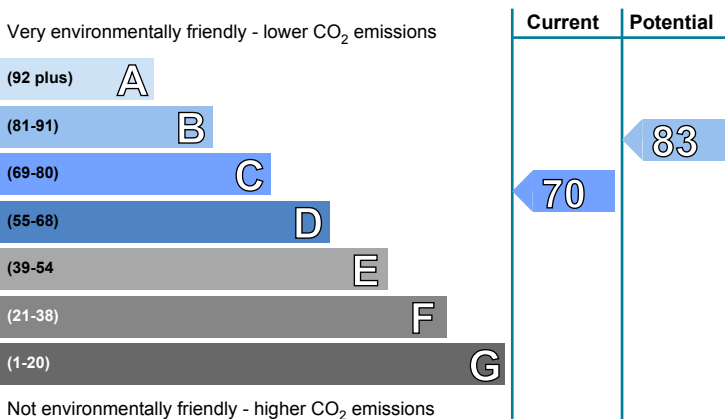 Current Potential
Very environmentally friendly - lower CO2 emissions
(92 plus) A
(81-91) B
83
(69-80) C
70
(55-68) D
(39-54 E
(21-38) F
(1-20) G
Not environmentally friendly - higher CO2 emissions